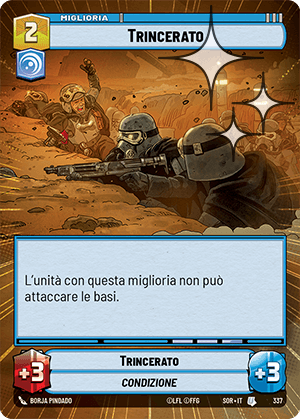 MIGLIORIA
2
TRINCERATO
L'unità con questa miglioria non può
attaccare le basi.
+3
TRINCERATO
CONDIZIONE
+3
BORJA PINDADO
©LFL ©FFG
SOR • IT
337